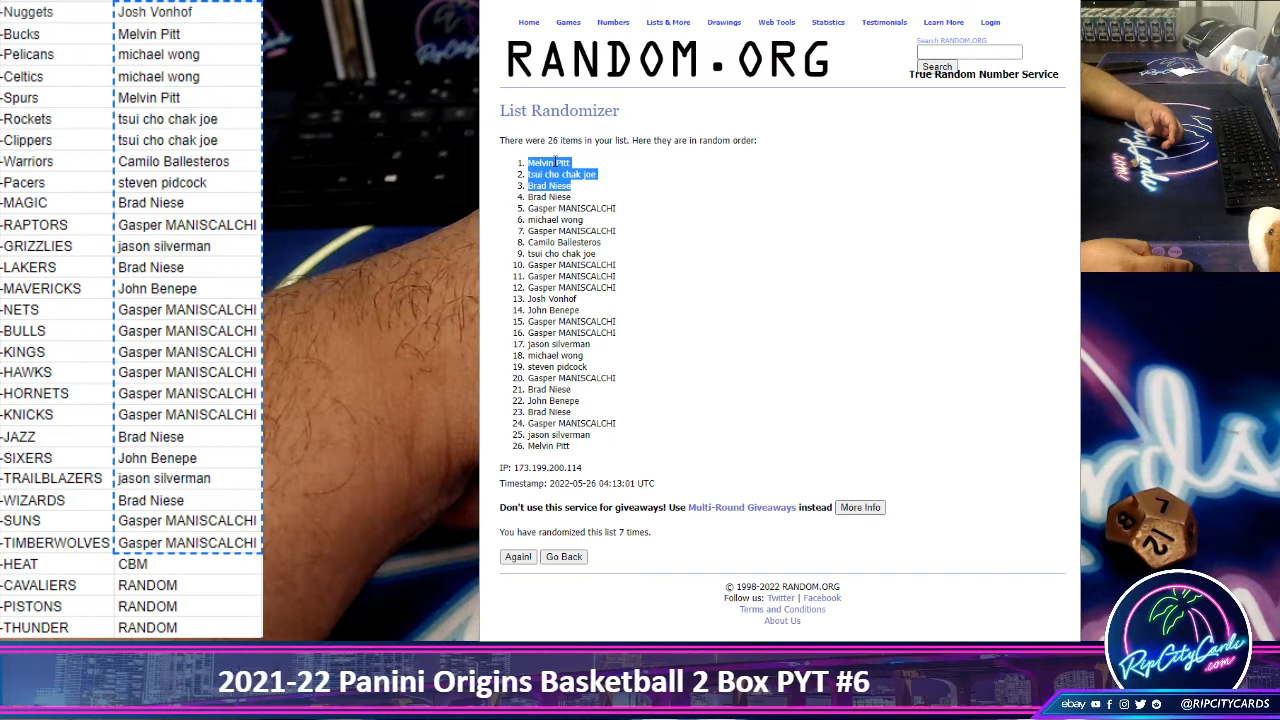 -Nuggets Josh Vonhof
-Bucks Melvin Pitt
-Pelicans michael wong
-Celtics michael wong
-Spurs Melvin Pitt
-Rockets tsui cho chak joe
-Clippers tsui cho chak joe
-Warriors Camilo Ballesteros
-Pacers steven pidcock
-MAGIC Brad Niese
-RAPTORS Gasper MANISCALCHI
-GRIZZLIES jason silverman
-LAKERS Brad Niese
-MAVERICKS John Benepe
-NETS Gasper MANISCALCHI
-BULLS Gasper MANISCALCHI
-KINGS Gasper MANISCALCHI
-HAWKS Gasper MANISCALCHI
-HORNETS Gasper MANISCALCHI
-KNICKS Gasper MANISCALCHI
-JAZZ Brad Niese
-SIXERS John Benepe
-TRAILBLAZERS jason silverman
-WIZARDS Brad Niese
-SUNS Gasper MANISCALCHI
-TIMBERWOLVES Gasper MANISCALCHI
-HEAT CBM
-CAVALIERS RANDOM
-PISTONS RANDOM
-THUNDER RANDOM
Home Games Numbers Lists & More Drawings Web Tools Statistics Testimonials Learn More Login
RANDOM.ORG
Search RANDOM.ORG
Search
True Random Number Service
List Randomizer
There were 26 items in your list. Here they are in random order:
1. Melvin Pitt
2. tsui cho chak joe
3. Brad Niese
4. Brad Niese
5. Gasper MANISCALCHI
6. michael wong
7. Gasper MANISCALCHI
8. Camilo Ballesteros
9. tsui cho chak joe
10. Gasper MANISCALCHI
11. Gasper MANISCALCHI
12. Gasper MANISCALCHI
13. Josh Vonhof
14. John Benepe
15. Gasper MANISCALCHI
16. Gasper MANISCALCHI
17. jason silverman
18. michael wong
19. steven pidcock
20. Gasper MANISCALCHI
21. Brad Niese
22. John Benepe
23. Brad Niese
24. Gasper MANISCALCHI
25. jason silverman
26. Melvin Pitt
IP: 173.199.200.114
Timestamp: 2022-05-26 04:13:01 UTC
Don't use this service for giveaways! Use Multi-Round Giveaways instead More Info
You have randomized this list 7 times.
Again! Go Back
© 1998-2022 RANDOM.ORG
Follow us: Twitter | Facebook
Terms and Conditions
About Us
7
8
12
RipCityCards
.com
2021-22 Panini Origins Basketball 2 Box PYT #6
ebay @RIPCITYCARDS